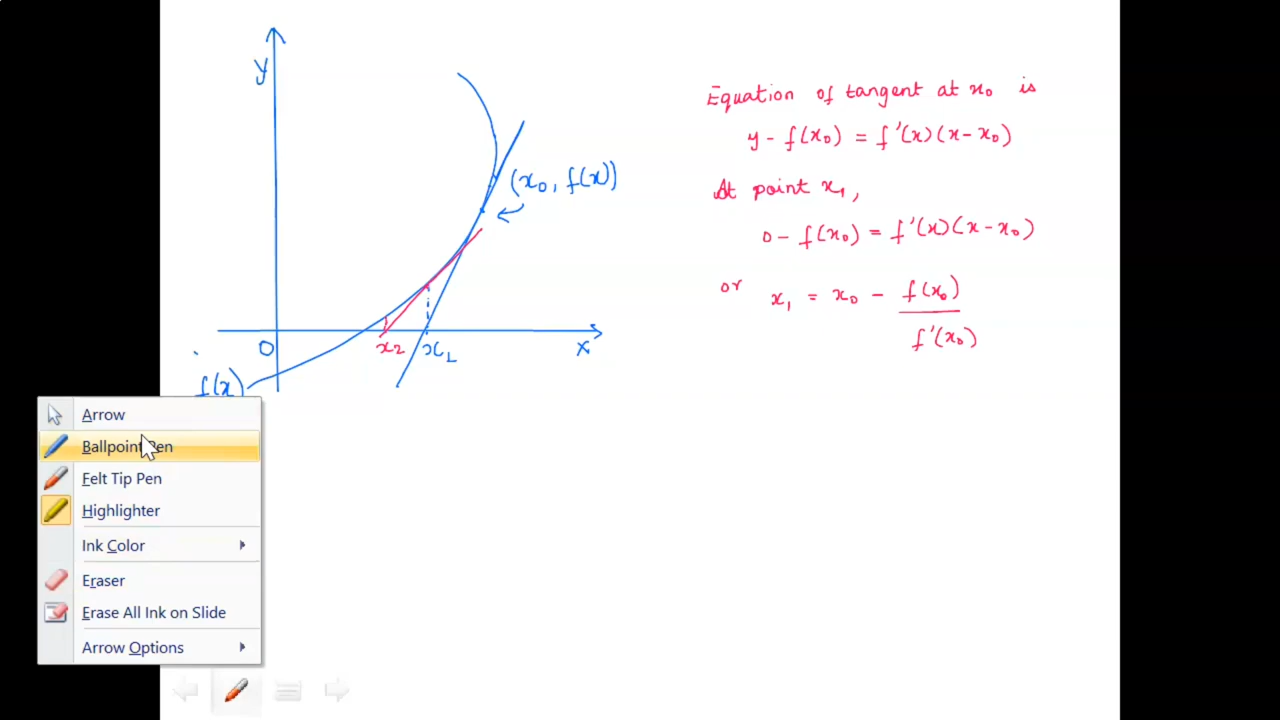 y
(x₀, f(x))
O
x₂
x₁
x
f(x)
Equation of tangent at x₀ is
y - f(x₀) = f'(x)(x - x₀)
At point x₁,
0 - f(x₀) = f'(x)(x - x₀)
or x₁ = x₀ - f(x₀)
f'(x₀)
Arrow
Ballpoint Pen
Felt Tip Pen
Highlighter
Ink Color
Eraser
Erase All Ink on Slide
Arrow Options